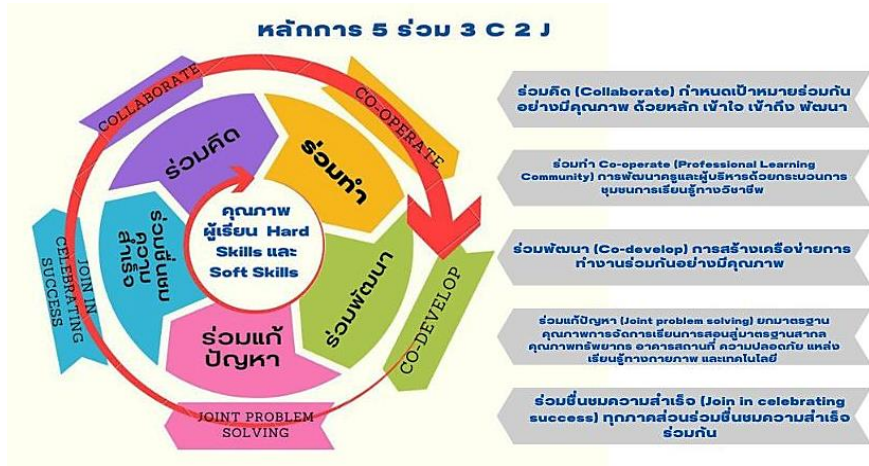 หลักการ 5 ร่วม 3 C 2 J
COLLABORATE
CO-OPERATE
CO-DEVELOP
JOINT PROBLEM
SOLVING
JOIN IN
CELEBRATING
SUCCESS
ร่วมคิด
ร่วมทำ
ร่วมพัฒนา
ร่วมแก้
ปัญหา
ร่วมชื่นชม
ความ
สำเร็จ
คุณภาพ
ผู้เรียน Hard
Skills และ
Soft Skills
ร่วมคิด (Collaborate) กำหนดเป้าหมายร่วมกัน
อย่างมีคุณภาพ ด้วยหลัก เข้าใจ เข้าถึง พัฒนา
ร่วมทำ Co-operate (Professional Learning
Community) การพัฒนาครูและผู้บริหารด้วยกระบวนการ
ชุมชนการเรียนรู้ทางวิชาชีพ
ร่วมพัฒนา (Co-develop) การสร้างเครือข่ายการ
ทำงานร่วมกันอย่างมีคุณภาพ
ร่วมแก้ปัญหา (Joint problem solving) ยกมาตรฐาน
คุณภาพการจัดการเรียนการสอนสู่มาตรฐานสากล
คุณภาพทรัพยากร อาคารสถานที่ ความปลอดภัย แหล่ง
เรียนรู้ทางกายภาพ และเทคโนโลยี
ร่วมชื่นชมความสำเร็จ (Join in celebrating
success) ทุกภาคส่วนร่วมชื่นชมความสำเร็จ
ร่วมกัน